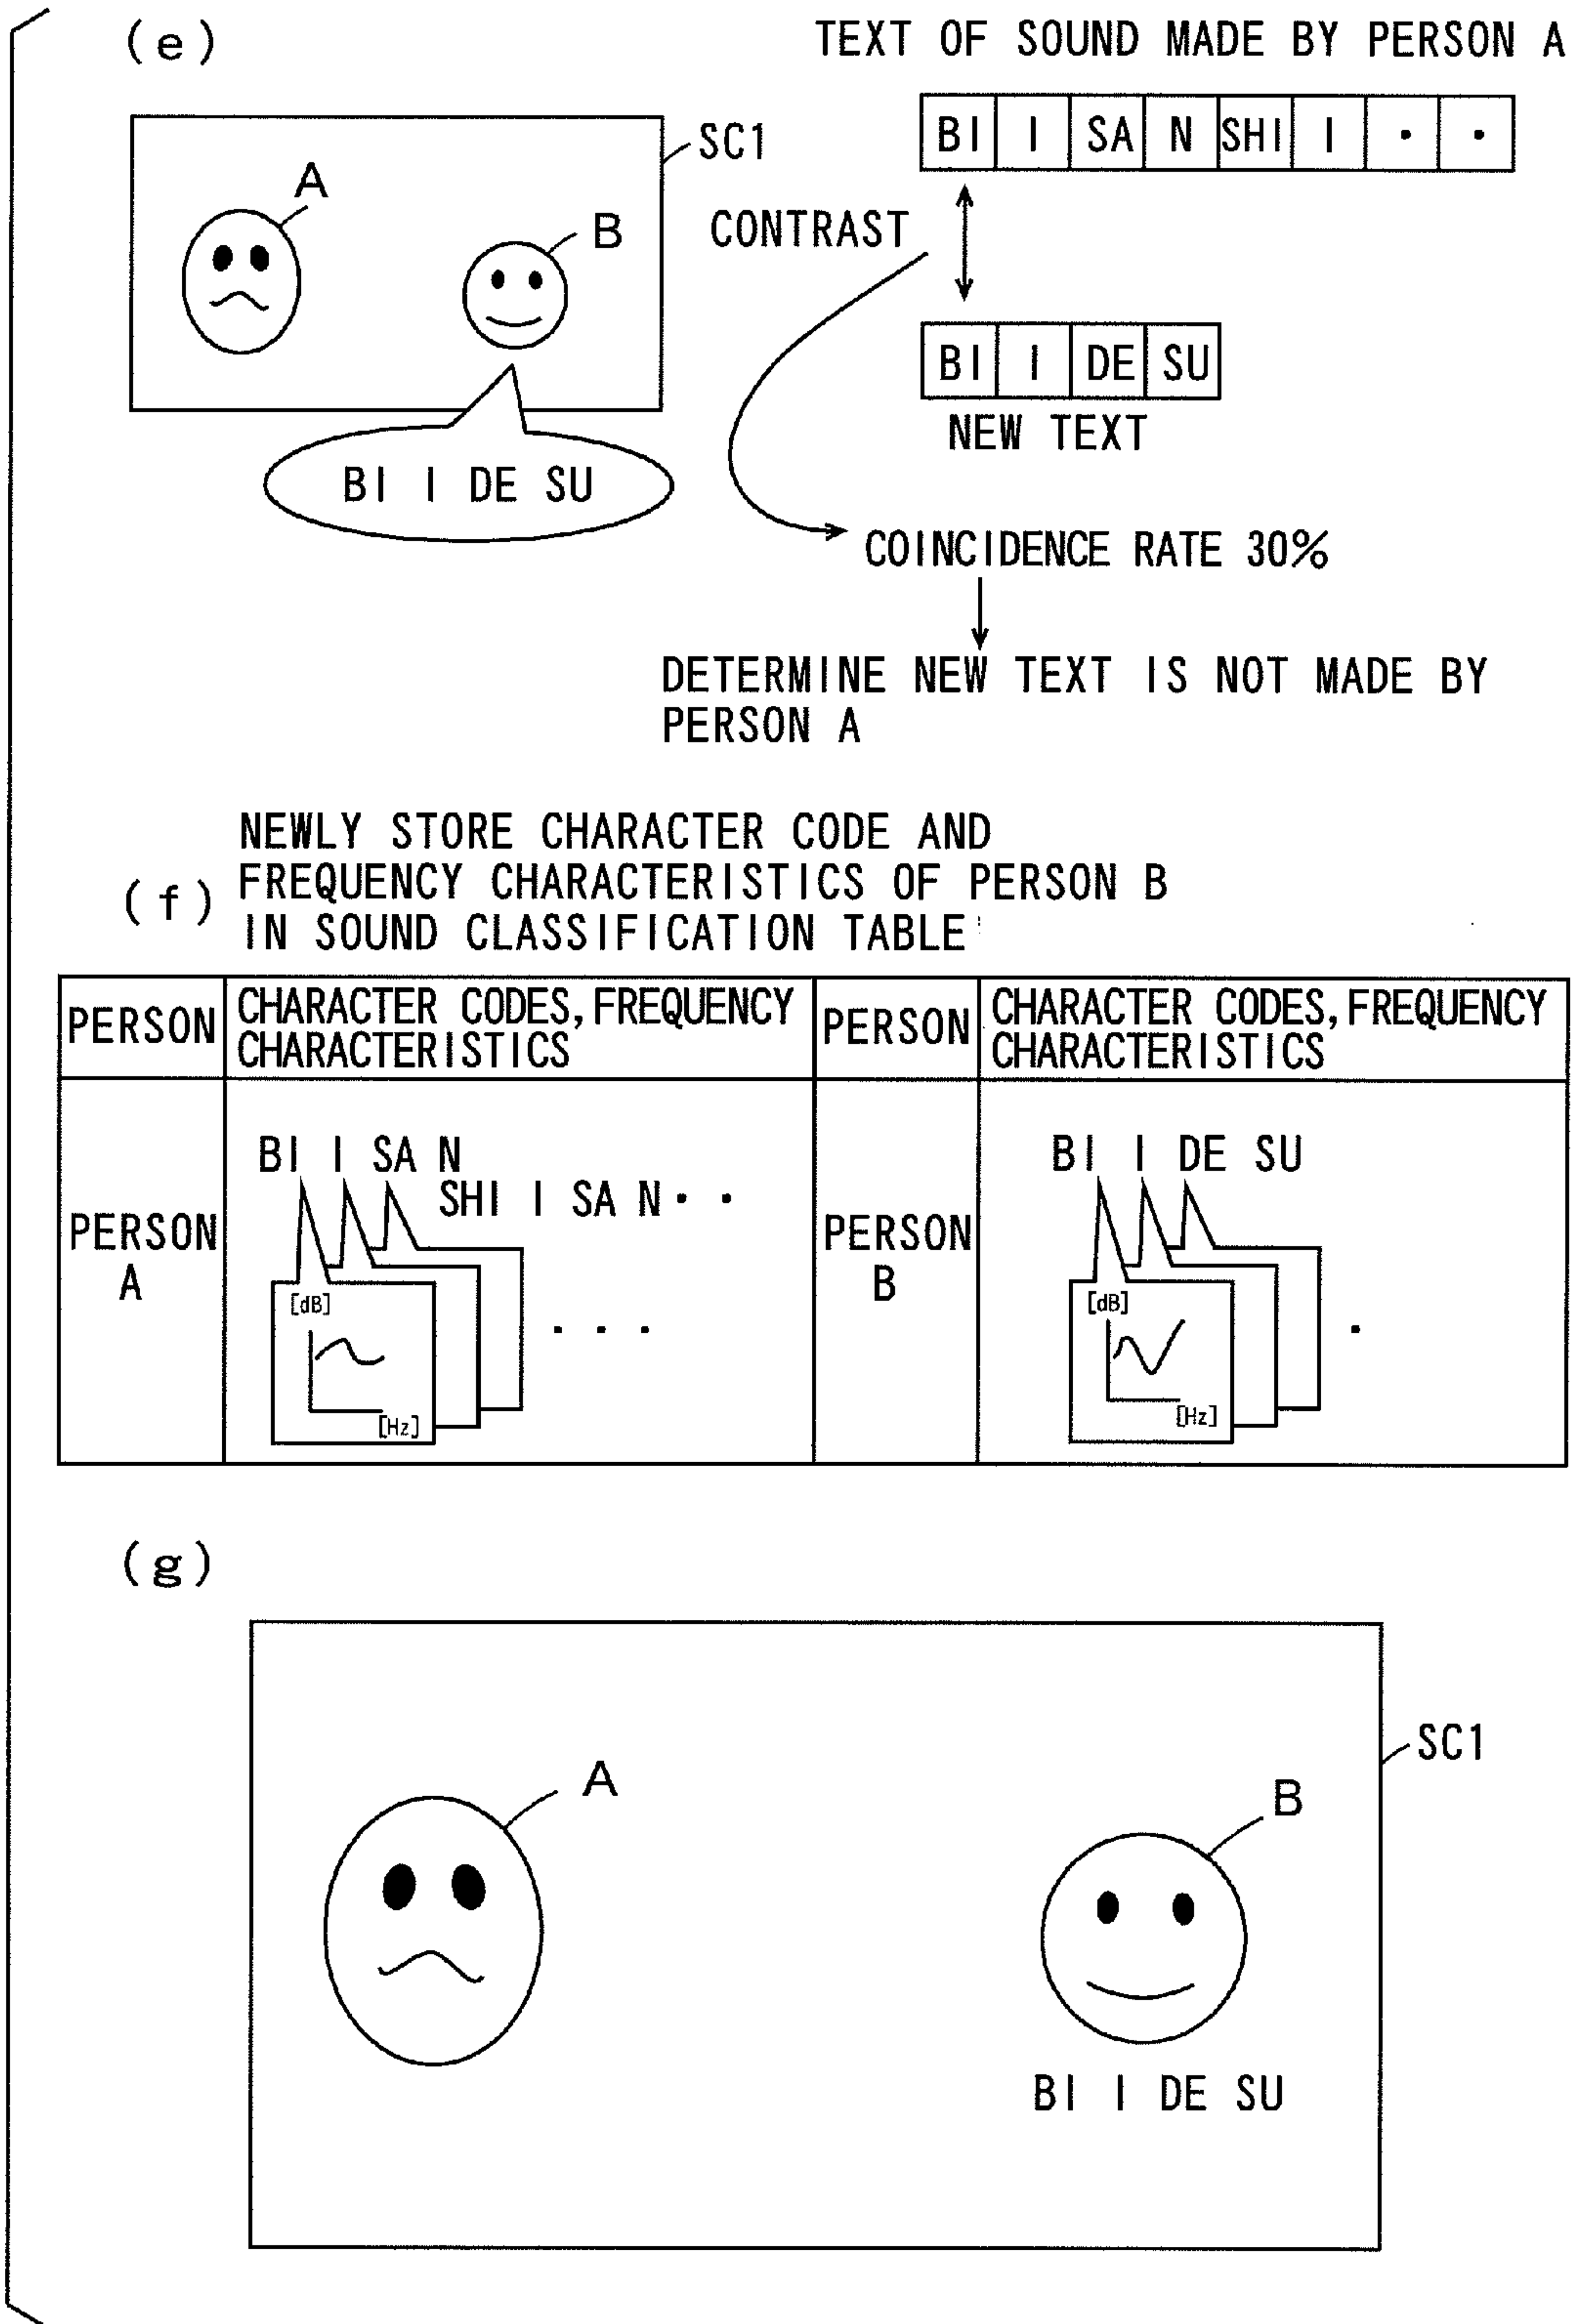 (e)
TEXT OF SOUND MADE BY PERSON A
BI I SA N SHI I · ·
SC1
A
B
CONTRAST
BI I DE SU
NEW TEXT
BI I DE SU
COINCIDENCE RATE 30%
DETERMINE NEW TEXT IS NOT MADE BY
PERSON A
(f)
NEWLY STORE CHARACTER CODE AND
FREQUENCY CHARACTERISTICS OF PERSON B
IN SOUND CLASSIFICATION TABLE
PERSON
CHARACTER CODES, FREQUENCY
CHARACTERISTICS
PERSON
CHARACTER CODES, FREQUENCY
CHARACTERISTICS
PERSON
A
BI I SA N
SHI I SA N · ·
[dB]
[Hz]
· · ·
PERSON
B
BI I DE SU
[dB]
[Hz]
·
(g)
SC1
A
B
BI I DE SU